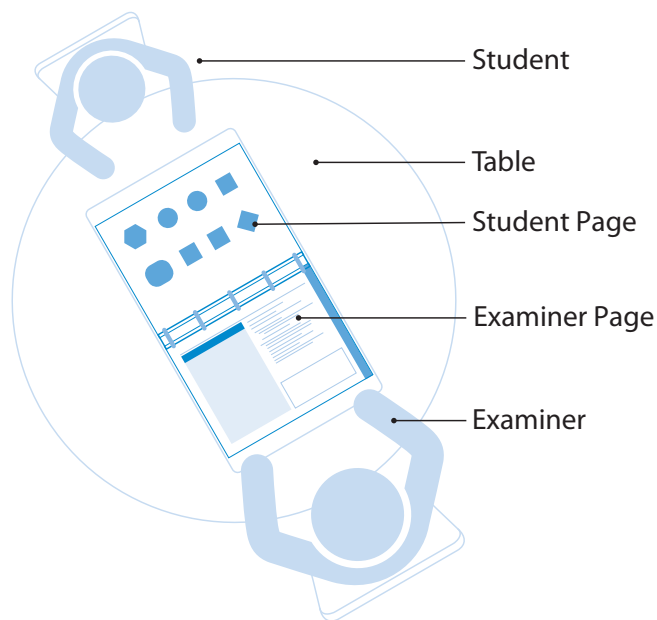 Student
Table
Student Page
Examiner Page
Examiner